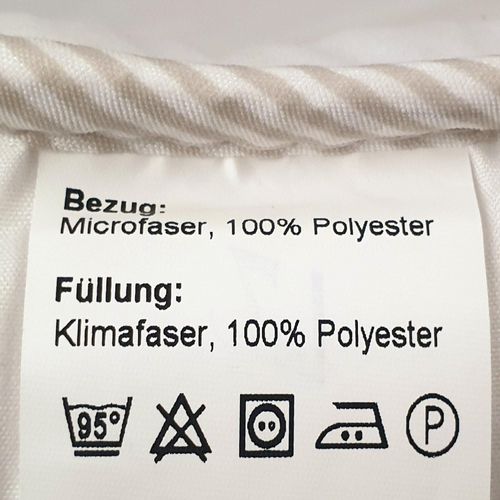 Bezug:
Microfaser, 100% Polyester
Füllung:
Klimafaser, 100% Polyester
95°
P